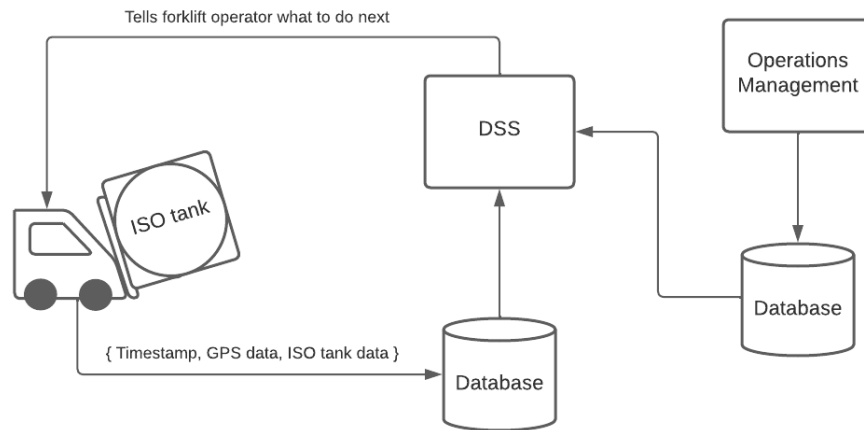 Tells forklift operator what to do next
Operations
Management
DSS
ISO tank
Database
{ Timestamp, GPS data, ISO tank data }
Database